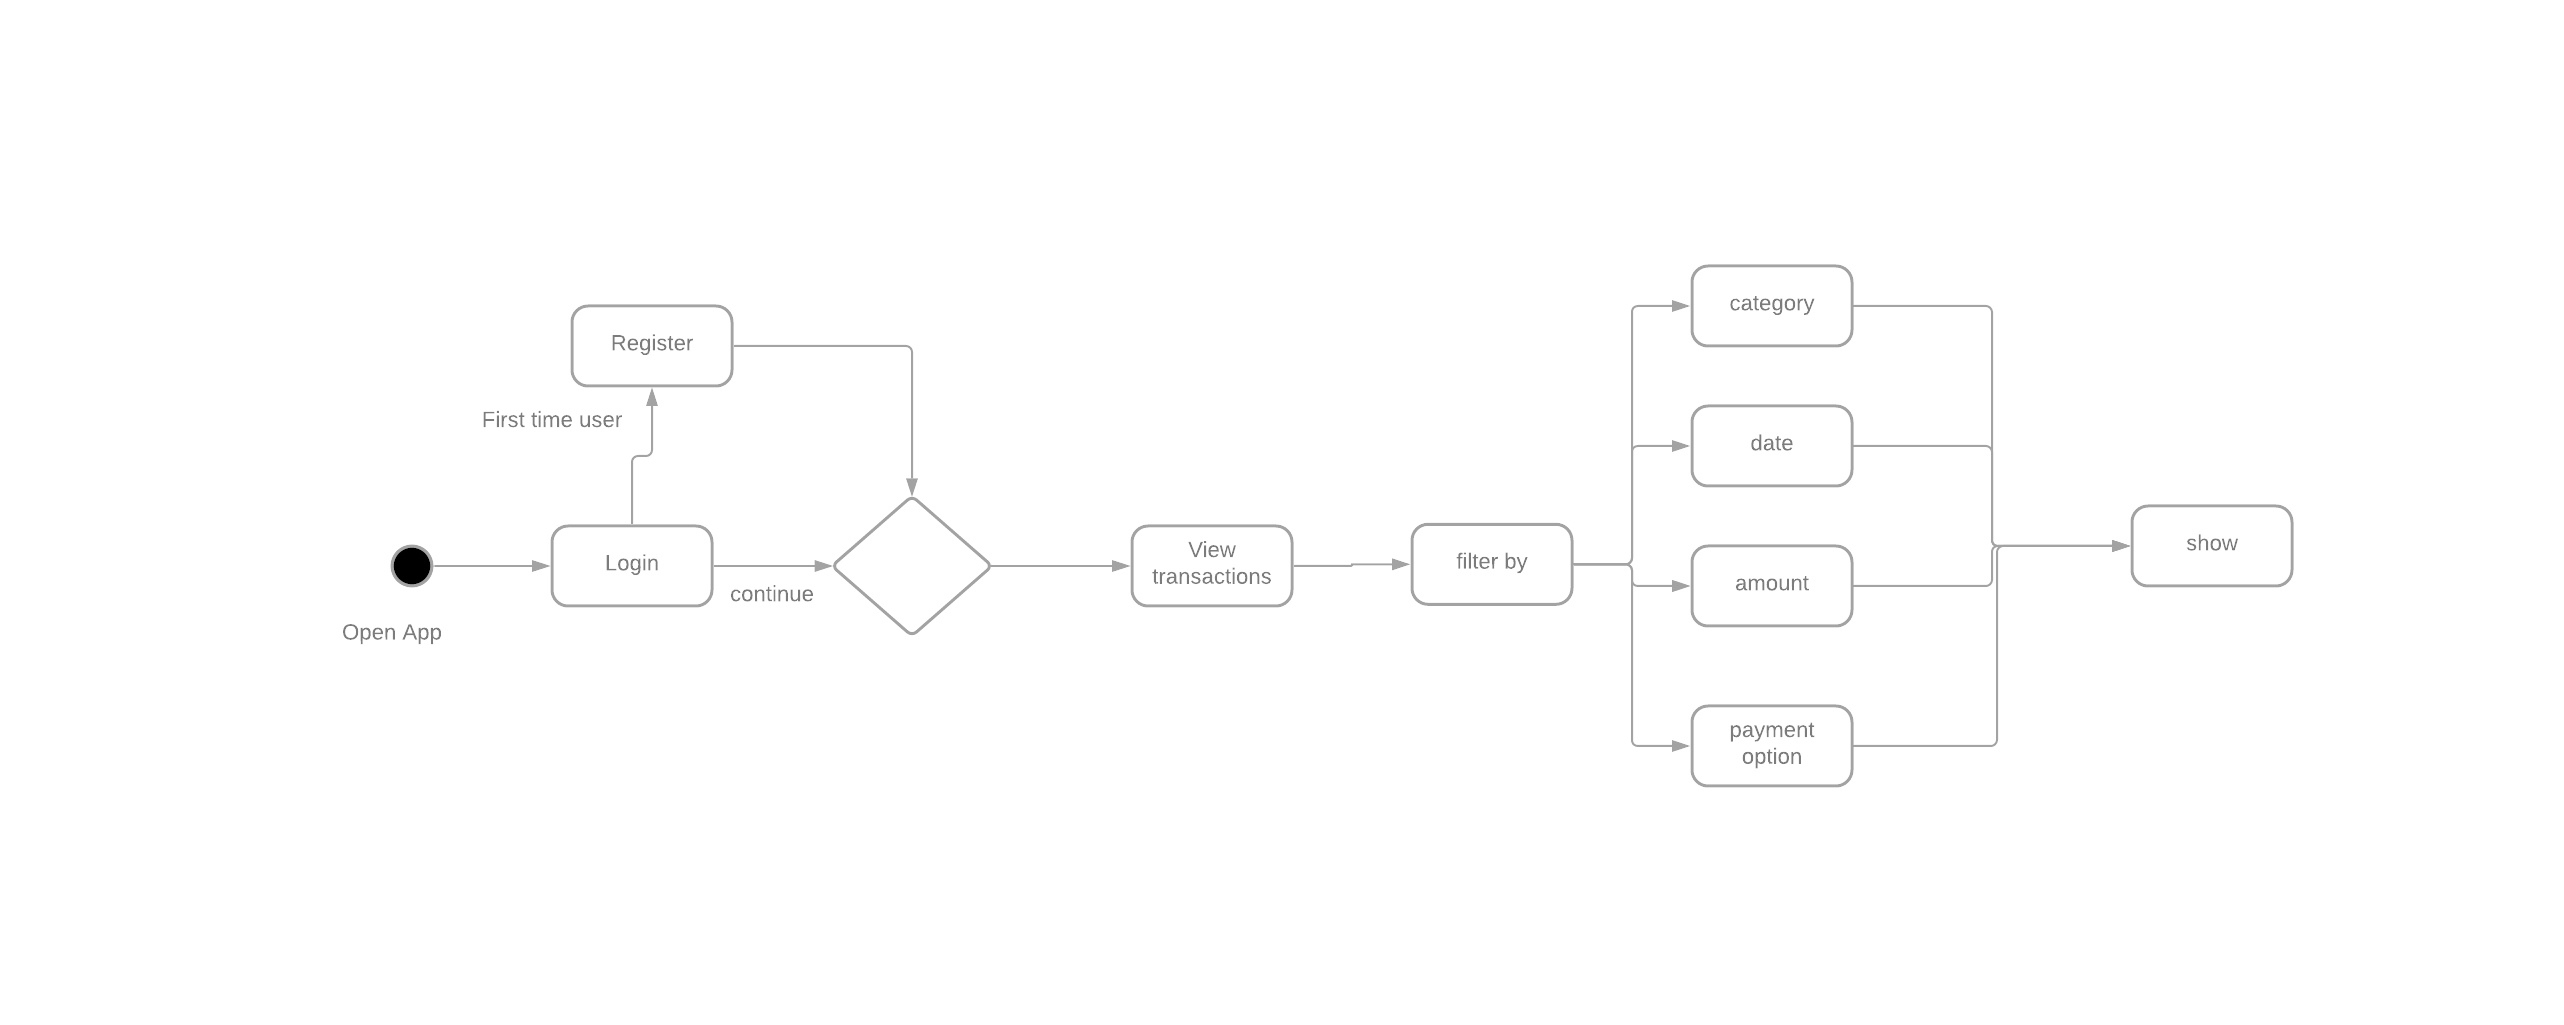 Register
First time user
Login
continue
Open App
View
transactions
filter by
category
date
amount
payment
option
show